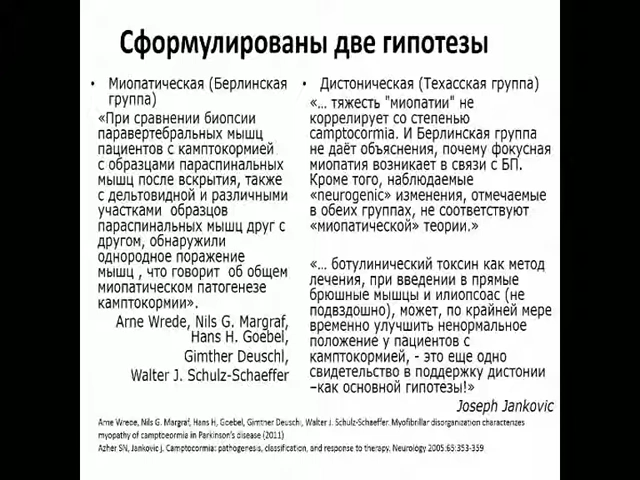 Сформулированы две гипотезы
• Миопатическая (Берлинская
группа)
«При сравнении биопсии
паравертебральных мышц
пациентов с камптокормией
с образцами параспинальных
мышц после вскрытия, также
с дельтовидной и различными
участками образцов
параспинальных мышц друг с
другом, обнаружили
однородное поражение
мышц , что говорит об общем
миопатическом патогенезе
камптокормии».
Arne Wrede, Nils G. Margraf,
Hans H. Goebel,
Gimther Deuschl,
Walter J. Schulz-Schaeffer
• Дистоническая (Техасская группа)
«... тяжесть "миопатии" не
коррелирует со степенью
camptocormia. И Берлинская группа
не даёт объяснения, почему фокусная
миопатия возникает в связи с БП.
Кроме того, наблюдаемые
«neurogenic» изменения, отмечаемые
в обеих группах, не соответствуют
«миопатической» теории.»
«... ботулинический токсин как метод
лечения, при введении в прямые
брюшные мышцы и илиопсоас (не
подвздошно), может, по крайней мере
временно улучшить ненормальное
положение у пациентов с
камптокормией, - это еще одно
свидетельство в поддержку дистонии
–как основной гипотезы!»
Joseph Jankovic
Arne Wrede, Nils G. Margraf, Hans H, Goebel, Gimtner Deuschl, Walter J. Schulz-Schaeffer. Myofibrillar disorganization characterizes
myopathy of camptocormia in Parkinson's disease (2011)
Azher SN, Jankovic J. Camptocormia: pathogenesis, classification, and response to therapy. Neurology 2005:65:353-359